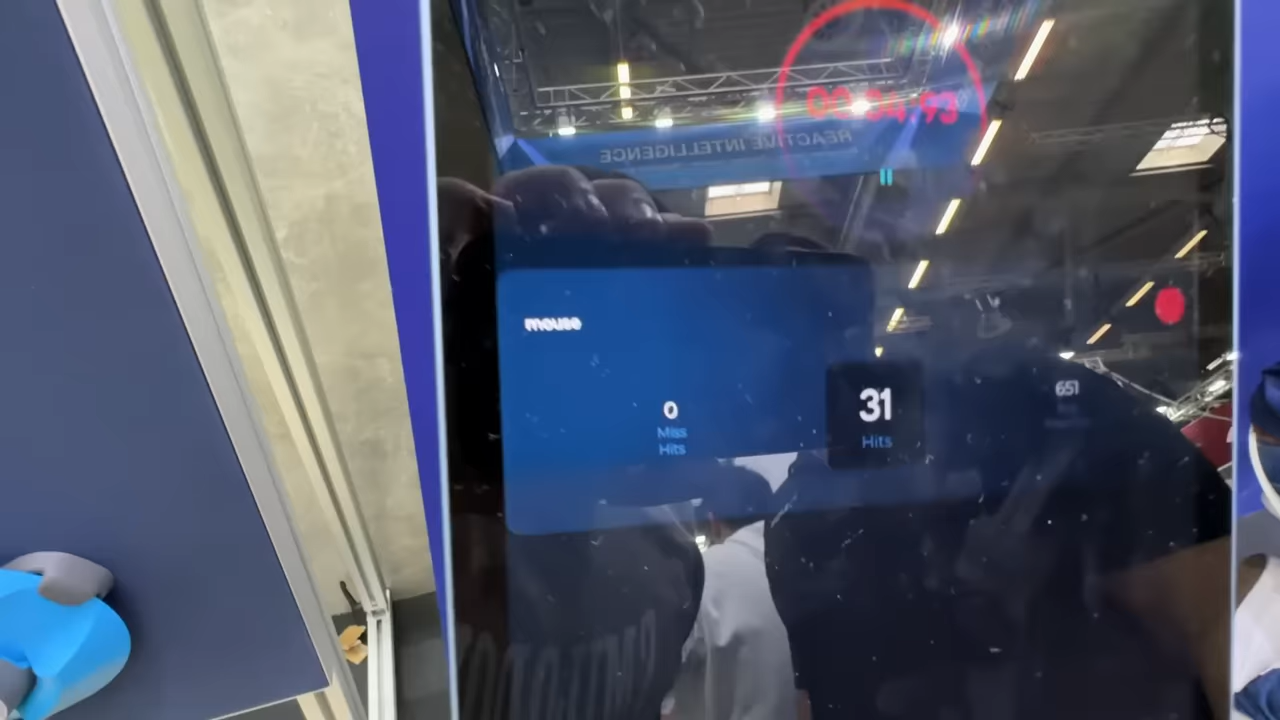 00:04.93
REACTIVE INTELLIGENCE
mouse
0
Miss
Hits
31
Hits
651